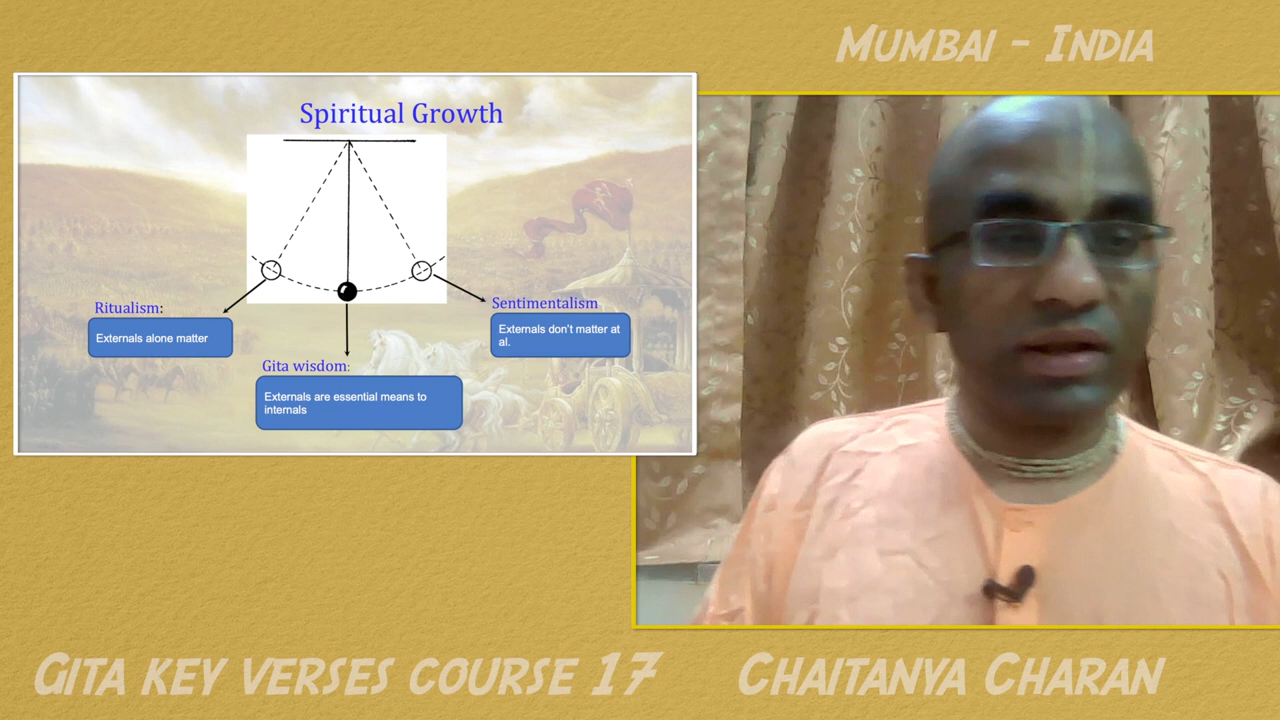 Mumbai - India
Spiritual Growth
Ritualism:
Externals alone matter
Sentimentalism
Externals don't matter at
al.
Gita wisdom:
Externals are essential means to
internals
Gita key verses course 17
Chaitanya Charan